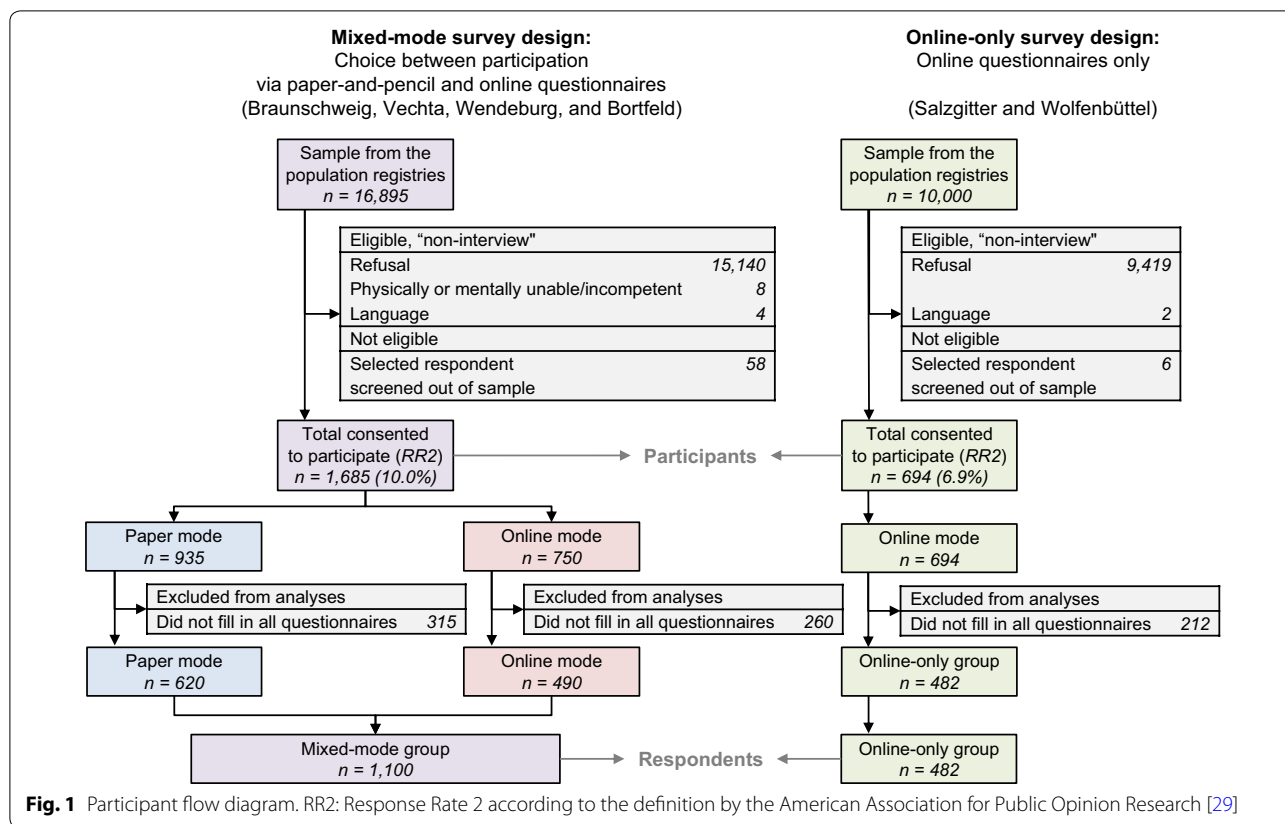 Mixed-mode survey design:
Choice between participation
via paper-and-pencil and online questionnaires
(Braunschweig, Vechta, Wendeburg, and Bortfeld)
Online-only survey design:
Online questionnaires only
(Salzgitter and Wolfenbüttel)
Sample from the
population registries
n = 16,895
Sample from the
population registries
n = 10,000
Eligible, “non-interview"
Refusal 15,140
Physically or mentally unable/incompetent 8
Language 4
Not eligible
Selected respondent 58
screened out of sample
Eligible, “non-interview"
Refusal 9,419
Language 2
Not eligible
Selected respondent 6
screened out of sample
Total consented
to participate (RR2)
n = 1,685 (10.0%)
Participants
Total consented
to participate (RR2)
n = 694 (6.9%)
Paper mode
n = 935
Online mode
n = 750
Online mode
n = 694
Excluded from analyses
Did not fill in all questionnaires 315
Excluded from analyses
Did not fill in all questionnaires 260
Excluded from analyses
Did not fill in all questionnaires 212
Paper mode
n = 620
Online mode
n = 490
Online-only group
n = 482
Mixed-mode group
n = 1,100
Respondents
Online-only group
n = 482
Fig. 1 Participant flow diagram. RR2: Response Rate 2 according to the definition by the American Association for Public Opinion Research [29]